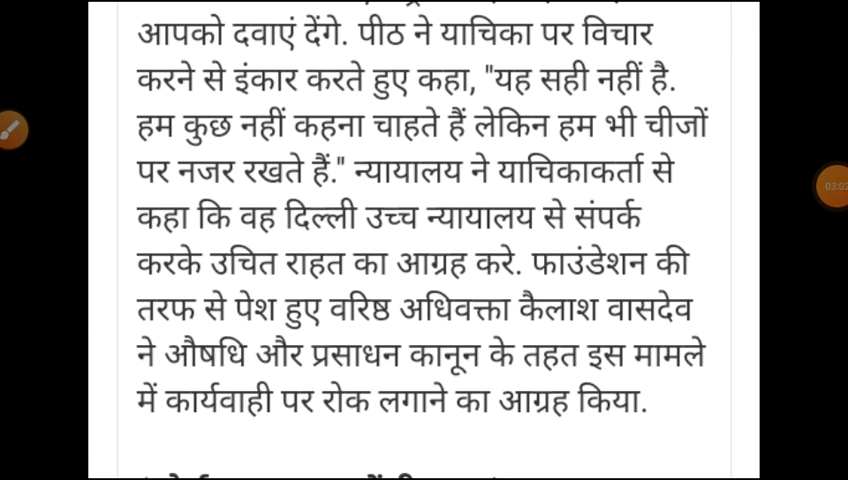 आपको दवाएं देंगे. पीठ ने याचिका पर विचार
करने से इंकार करते हुए कहा, "यह सही नहीं है.
हम कुछ नहीं कहना चाहते हैं लेकिन हम भी चीजों
पर नजर रखते हैं." न्यायालय ने याचिकाकर्ता से
कहा कि वह दिल्ली उच्च न्यायालय से संपर्क
करके उचित राहत का आग्रह करे. फाउंडेशन की
तरफ से पेश हुए वरिष्ठ अधिवक्ता कैलाश वासदेव
ने औषधि और प्रसाधन कानून के तहत इस मामले
में कार्यवाही पर रोक लगाने का आग्रह किया.